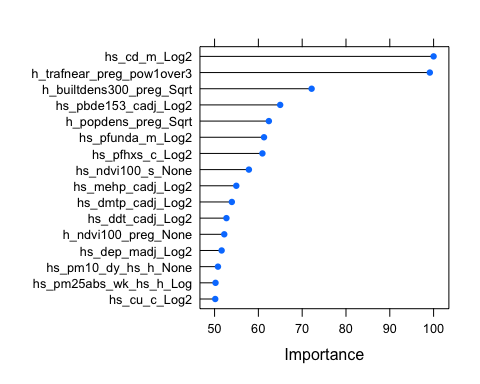 hs_cd_m_Log2
h_trafnear_preg_pow1over3
h_builtdens300_preg_Sqrt
hs_pbde153_cadj_Log2
h_popdens_preg_Sqrt
hs_pfunda_m_Log2
hs_pfhxs_c_Log2
hs_ndvi100_s_None
hs_mehp_cadj_Log2
hs_dmtp_cadj_Log2
hs_ddt_cadj_Log2
h_ndvi100_preg_None
hs_dep_madj_Log2
hs_pm10_dy_hs_h_None
hs_pm25abs_wk_hs_h_Log
hs_cu_c_Log2
50 60 70 80 90 100
Importance